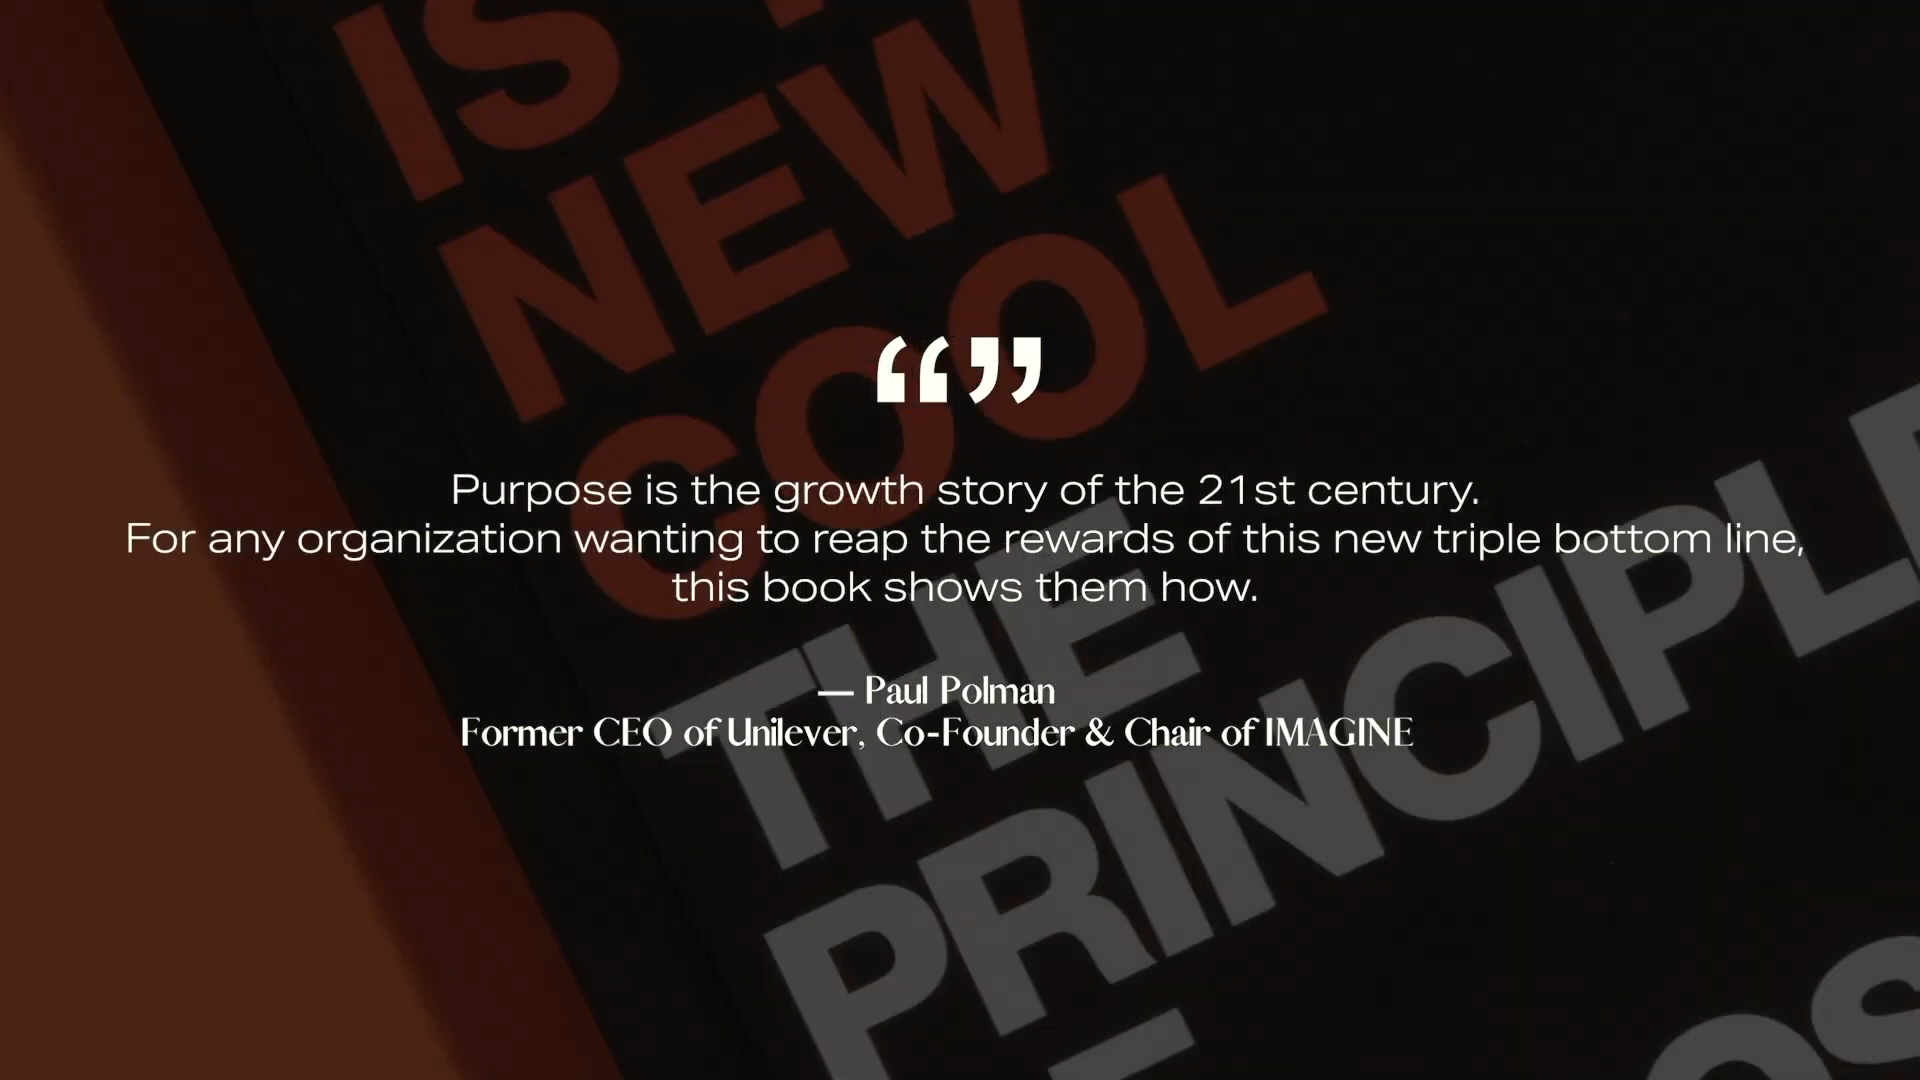 IS
NEW
COOL
THE
“”
Purpose is the growth story of the 21st century.
For any organization wanting to reap the rewards of this new triple bottom line,
this book shows them how.
— Paul Polman
Former CEO of Unilever, Co-Founder & Chair of IMAGINE